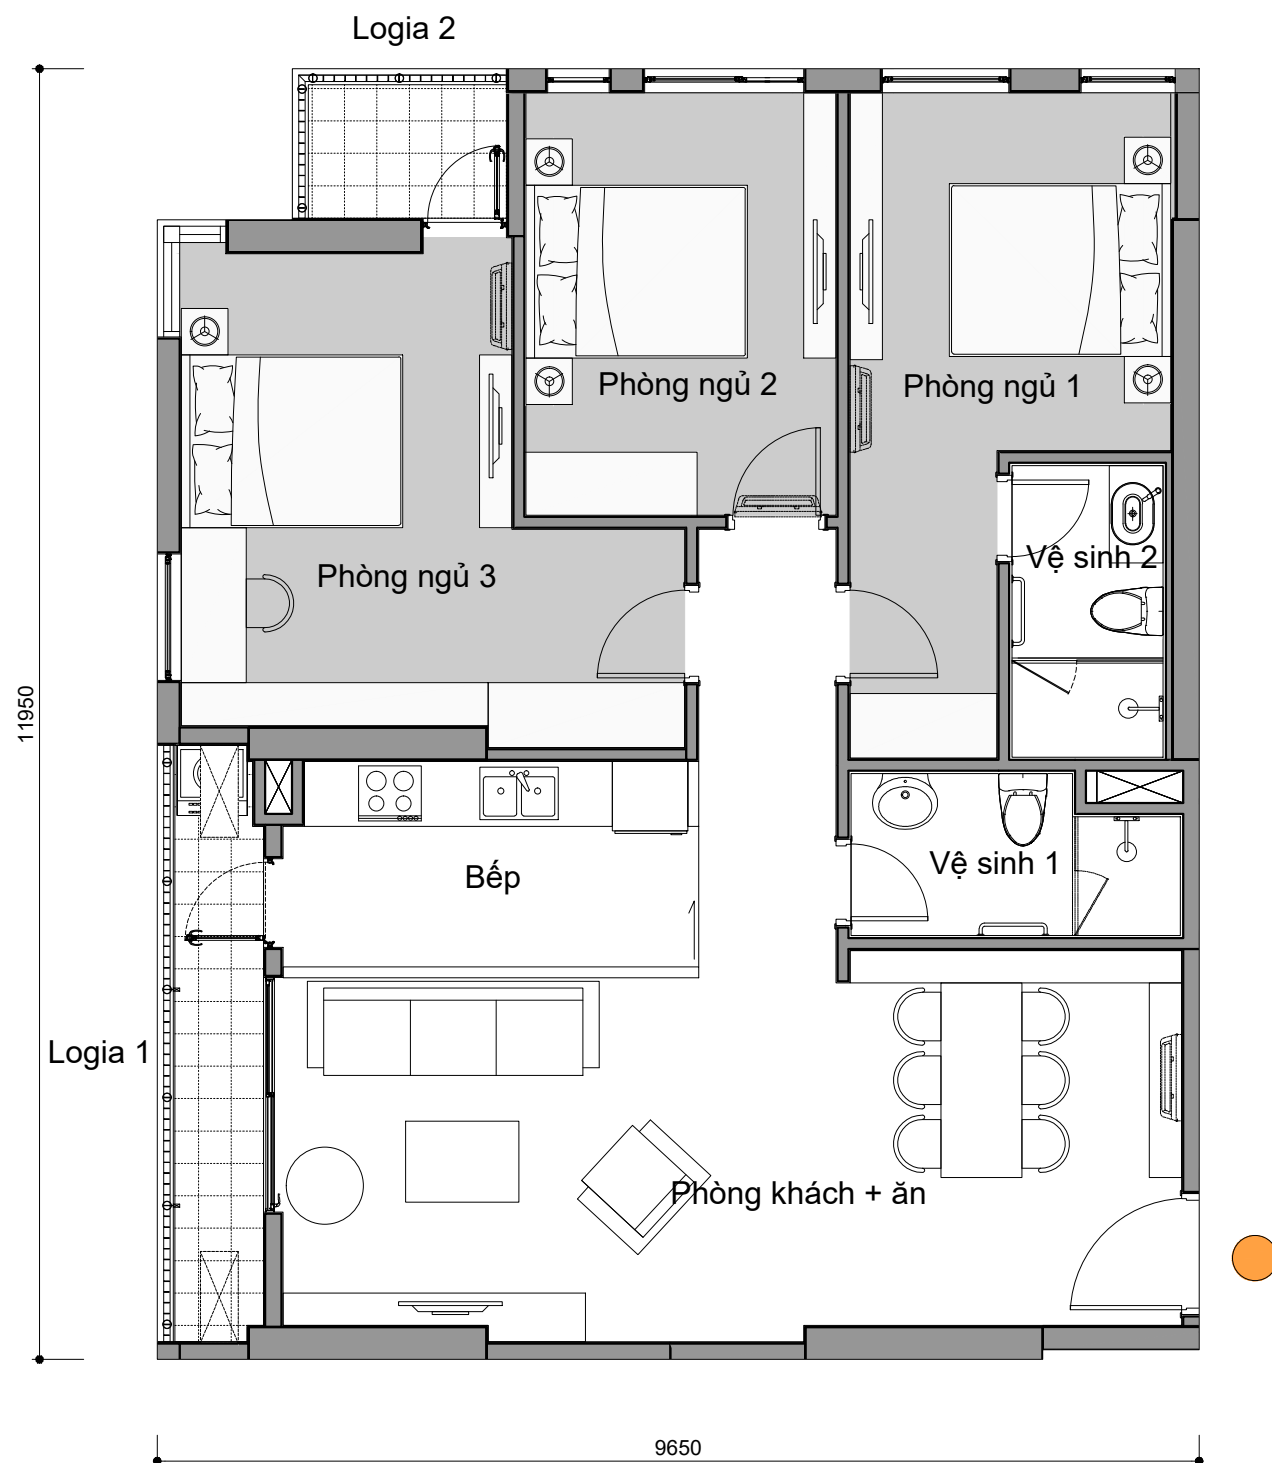 Logia 2
Phòng ngủ 2
Phòng ngủ 1
Phòng ngủ 3
Vệ sinh 2
11950
Bếp
Vệ sinh 1
Logia 1
Phòng khách + ăn
9650